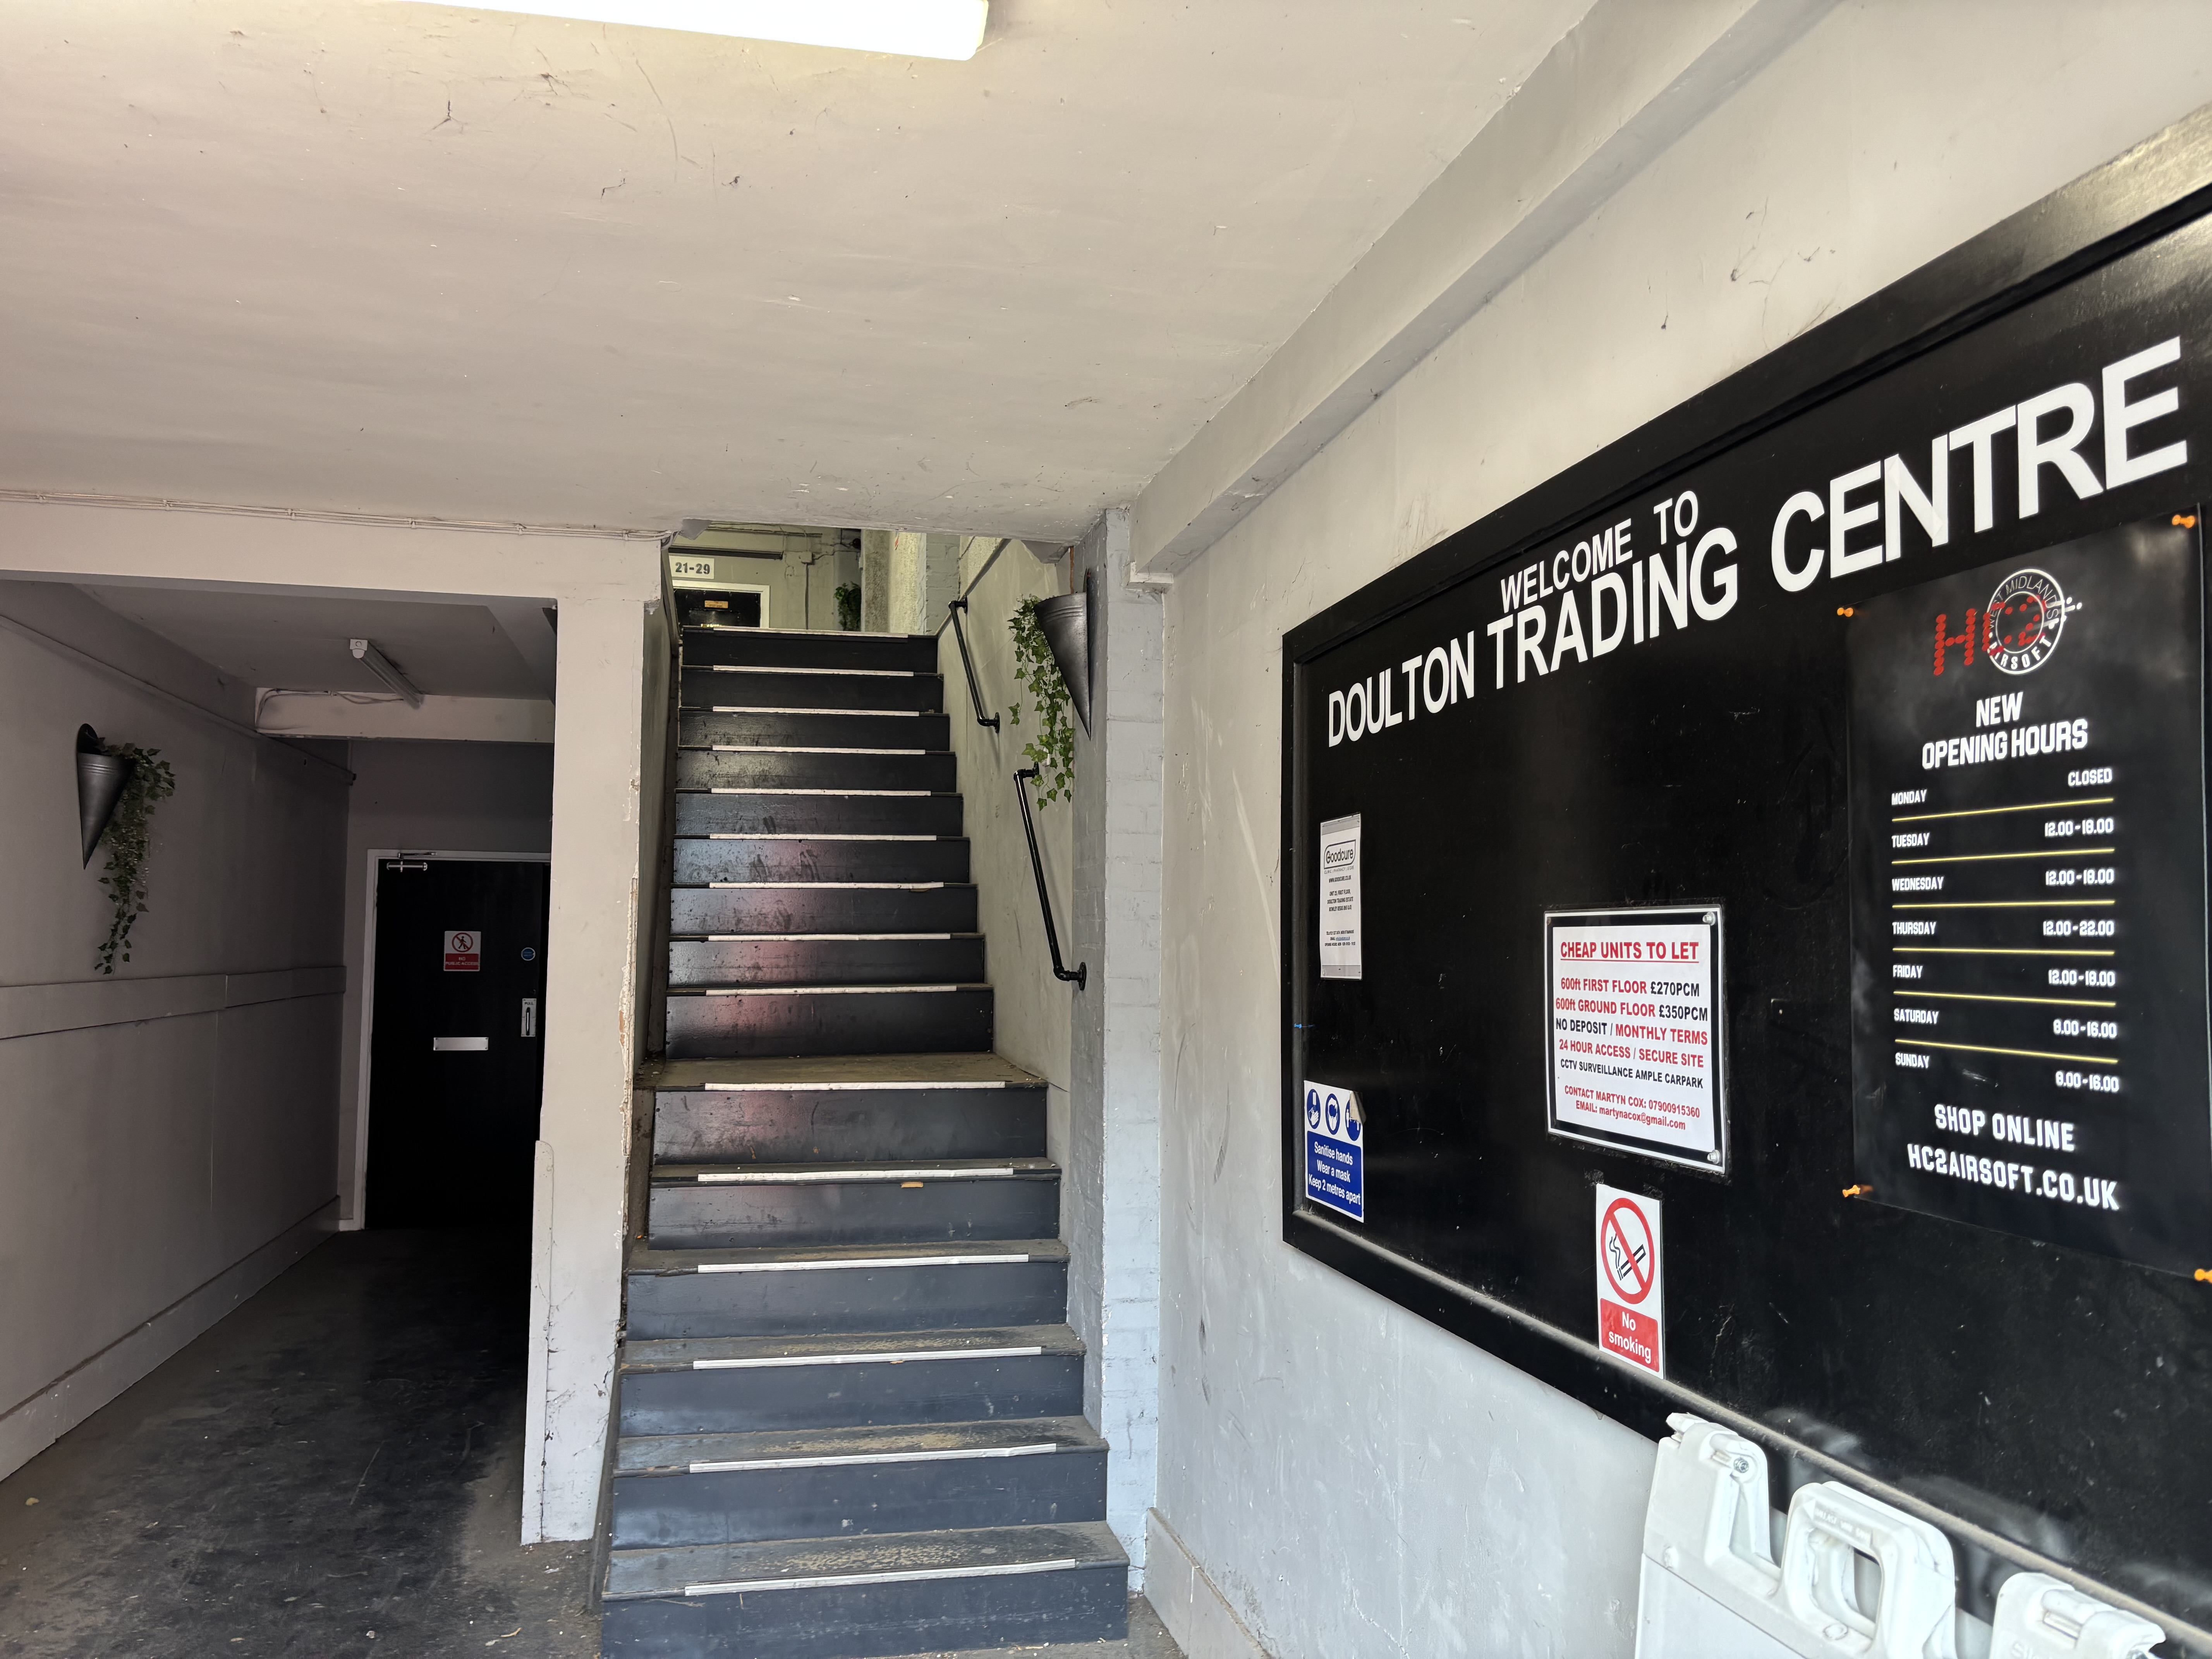 21-29
NO
PUBLIC ACCESS
WELCOME TO
DOULTON TRADING CENTRE
Goodcure
Sanitise hands
Wear a mask
Keep 2 metres apart
CHEAP UNITS TO LET
600ft FIRST FLOOR £270PCM
600ft GROUND FLOOR £350PCM
NO DEPOSIT / MONTHLY TERMS
24 HOUR ACCESS / SECURE SITE
CCTV SURVEILLANCE AMPLE CARPARK
CONTACT MARTYN COX: 07900915360
EMAIL: martynacox@gmail.com
No
smoking
WEST MIDLANDS
HC2
AIRSOFT
NEW
OPENING HOURS
MONDAY CLOSED
TUESDAY 12.00-18.00
WEDNESDAY 12.00-18.00
THURSDAY 12.00-22.00
FRIDAY 12.00-18.00
SATURDAY 9.00-16.00
SUNDAY 9.00-16.00
SHOP ONLINE
HC2AIRSOFT.CO.UK